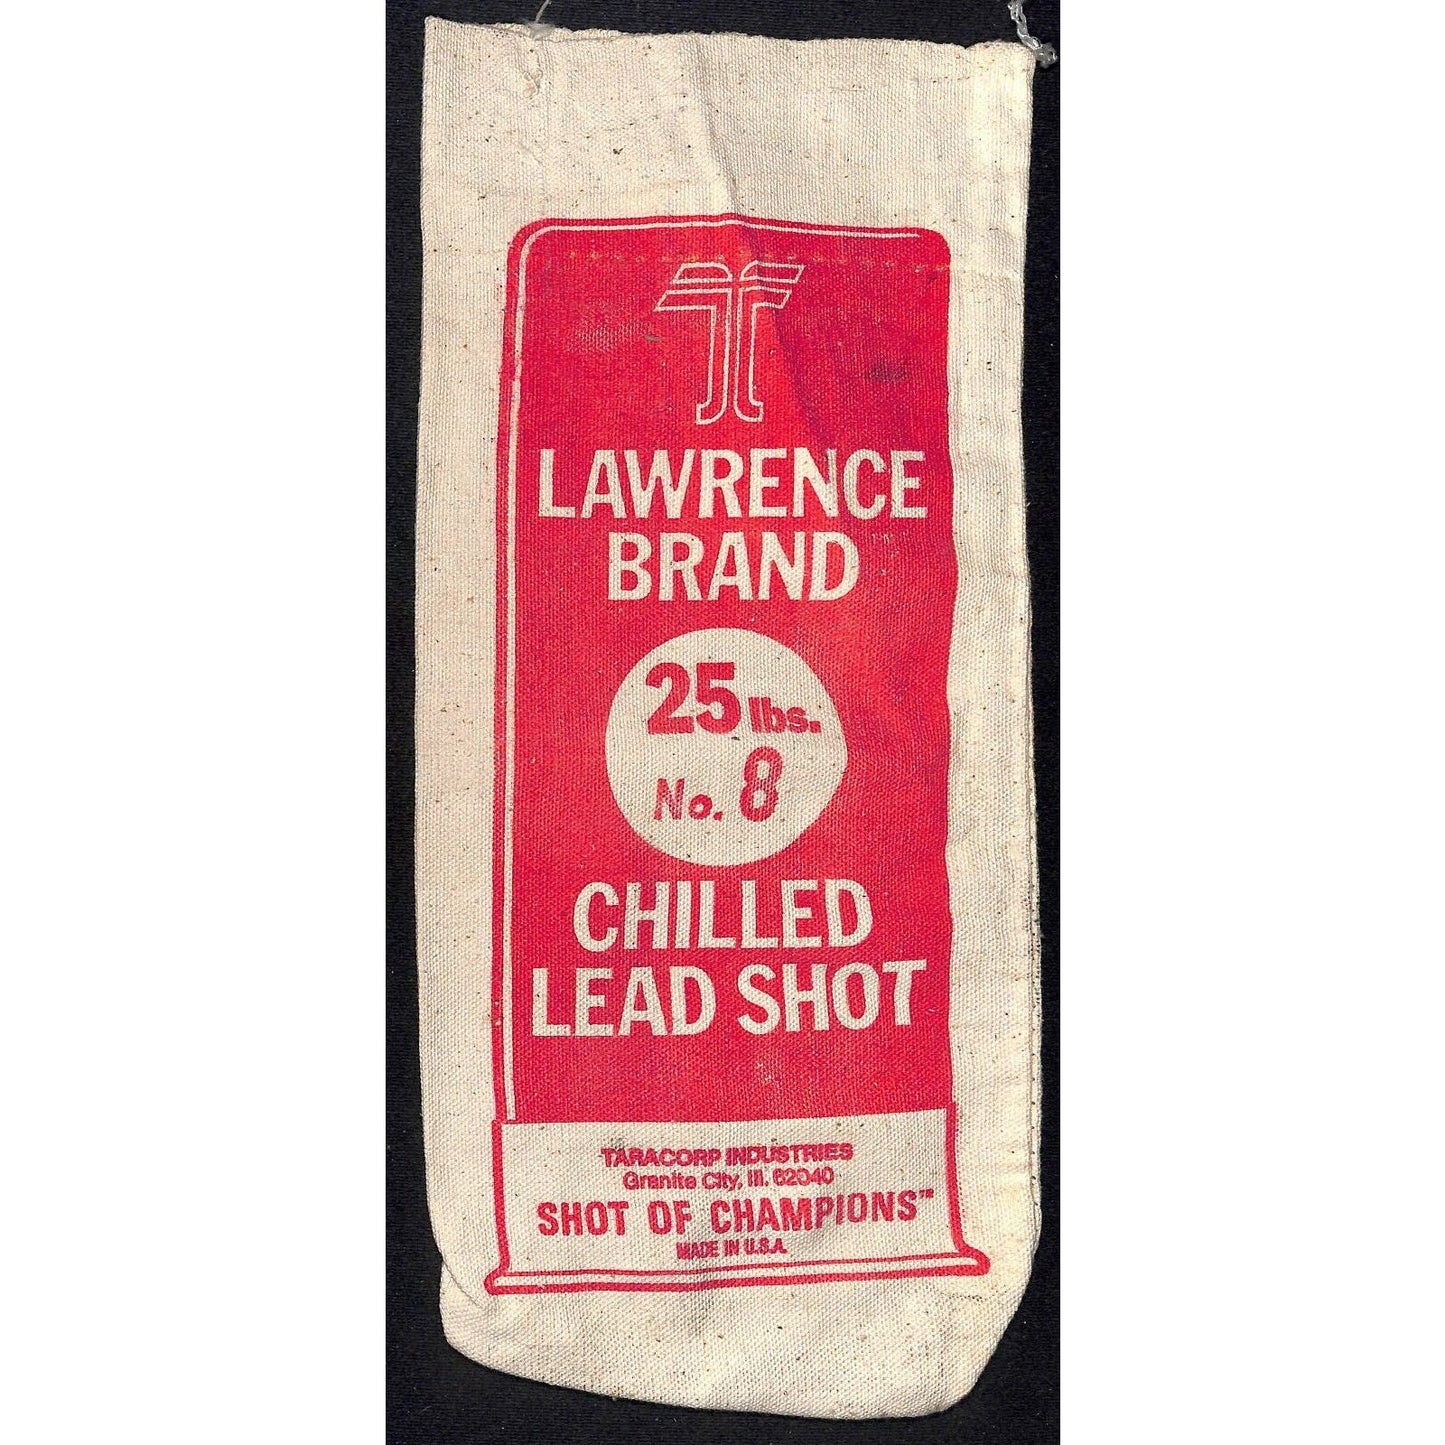 LAWRENCE
BRAND
25 lbs.
No. 8
CHILLED
LEAD SHOT
TARACORP INDUSTRIES
Granite City, Ill. 62040
SHOT OF CHAMPIONS™
MADE IN U.S.A.